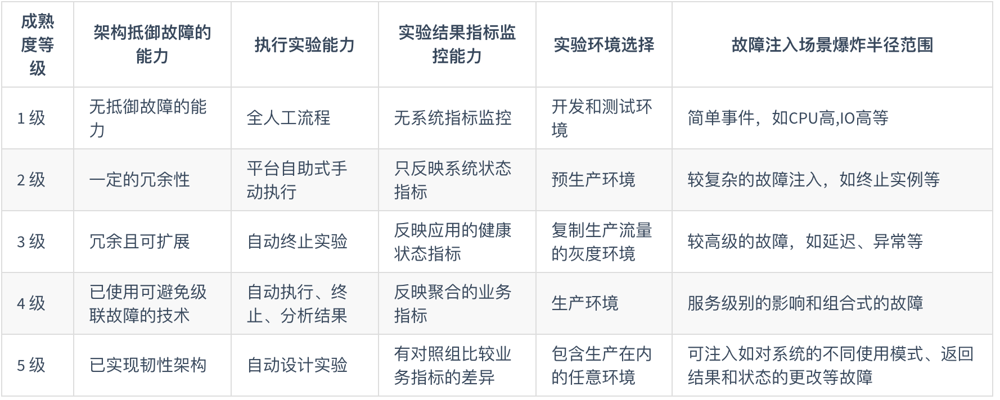 成熟
度等
级
架构抵御故障的
能力
执行实验能力
实验结果指标监
控能力
实验环境选择
故障注入场景爆炸半径范围
1 级
无抵御故障的能
力
全人工流程
无系统指标监控
开发和测试环
境
简单事件，如CPU高,IO高等
2 级
一定的冗余性
平台自助式手
动执行
只反映系统状态
指标
预生产环境
较复杂的故障注入，如终止实例等
3 级
冗余且可扩展
自动终止实验
反映应用的健康
状态指标
复制生产流量
的灰度环境
较高级的故障，如延迟、异常等
4 级
已使用可避免级
联故障的技术
自动执行、终
止、分析结果
反映聚合的业务
指标
生产环境
服务级别的影响和组合式的故障
5 级
已实现韧性架构
自动设计实验
有对照组比较业
务指标的差异
包含生产在内
的任意环境
可注入如对系统的不同使用模式、返回
结果和状态的更改等故障